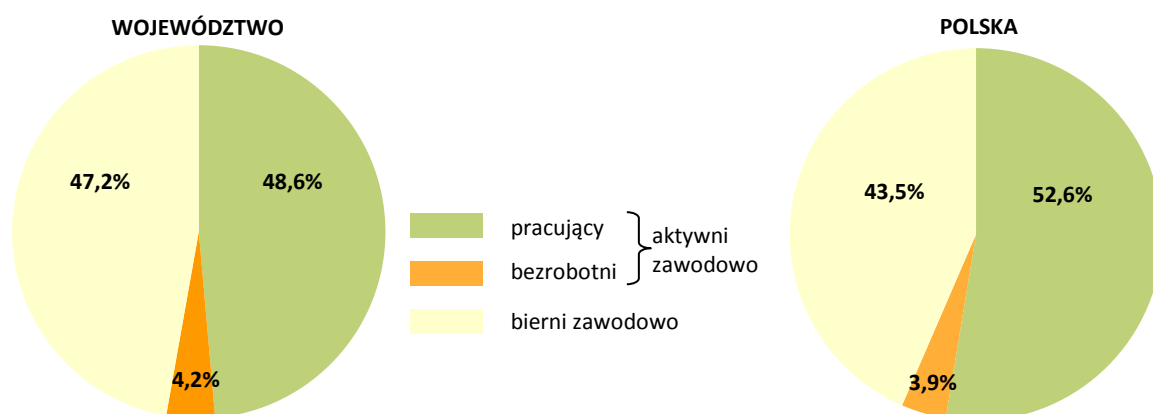 WOJEWÓDZTWO
POLSKA
47,2%
48,6%
4,2%
pracujący
bezrobotni
aktywni
zawodowo
bierni zawodowo
43,5%
52,6%
3,9%